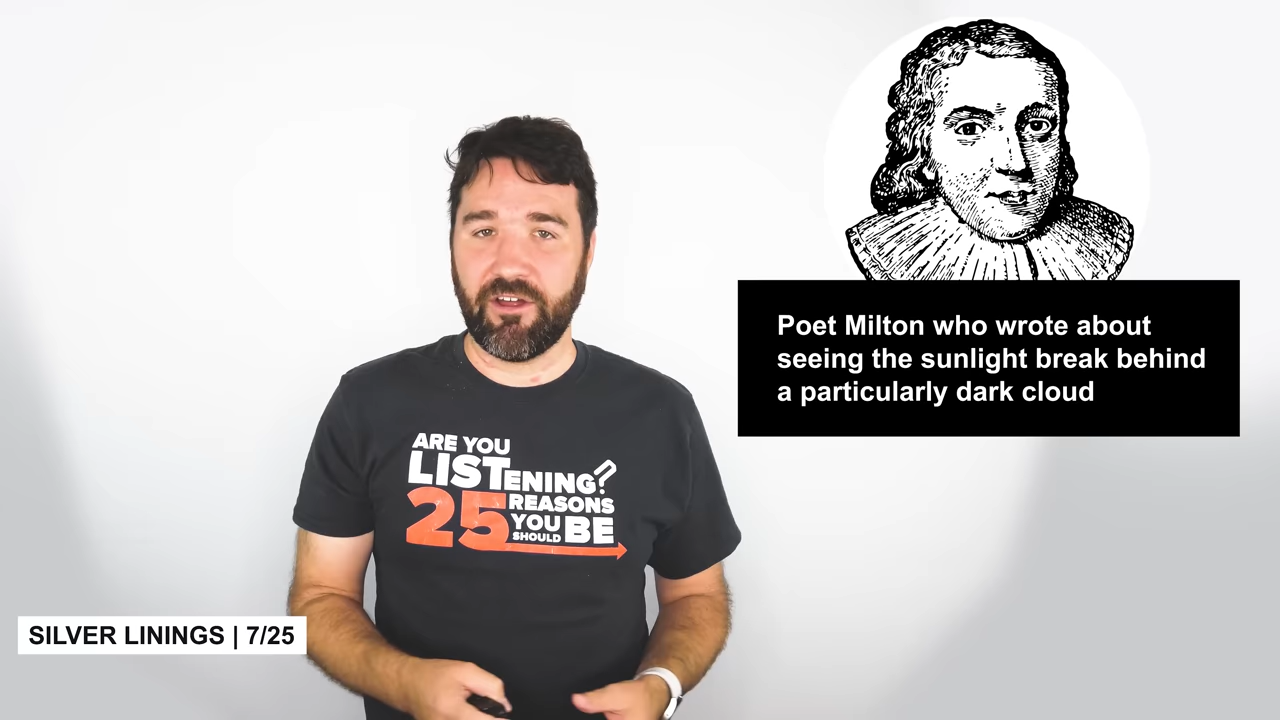 Poet Milton who wrote about
seeing the sunlight break behind
a particularly dark cloud
ARE YOU
LISTENING?
25 REASONS
YOU SHOULD BE
SILVER LININGS | 7/25